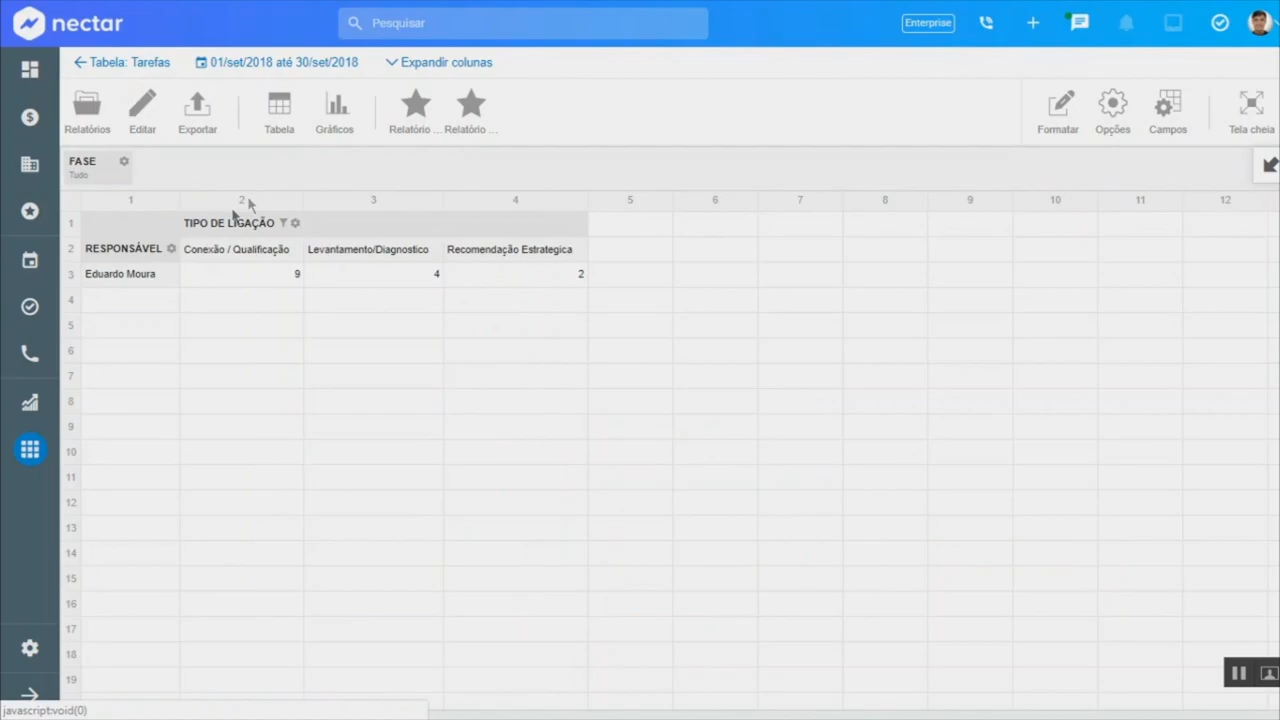 nectar
Pesquisar
Enterprise
Tabela: Tarefas
01/set/2018 até 30/set/2018
Expandir colunas
Relatórios
Editar
Exportar
Tabela
Gráficos
Relatório ...
Relatório ...
Formatar
Opções
Campos
Tela cheia
FASE
Tudo
1 2 3 4 5 6 7 8 9 10 11 12
1 TIPO DE LIGAÇÃO
2 RESPONSÁVEL Conexão / Qualificação Levantamento/Diagnostico Recomendação Estrategica
3 Eduardo Moura 9 4 2
4
5
6
7
8
9
10
11
12
13
14
15
16
17
18
19
javascript:void(0)